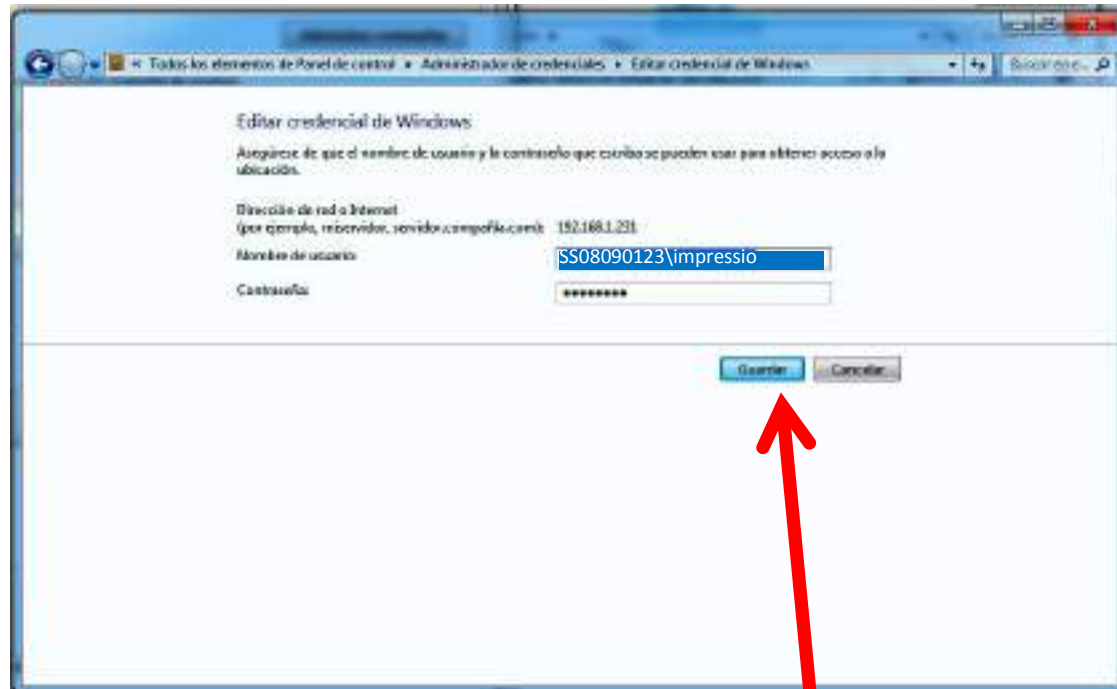 « Todos los elementos de Panel de control ▸ Administrador de credenciales ▸ Editar credencial de Windows
Buscar en e...
Editar credencial de Windows
Asegúrese de que el nombre de usuario y la contraseña que escriba se pueden usar para obtener acceso a la
ubicación.
Dirección de red o Internet
(por ejemplo, miservidor, servidor.compañía.com): 192.168.1.231
Nombre de usuario: SS08090123\impressio
Contraseña: ••••••••
Guardar Cancelar